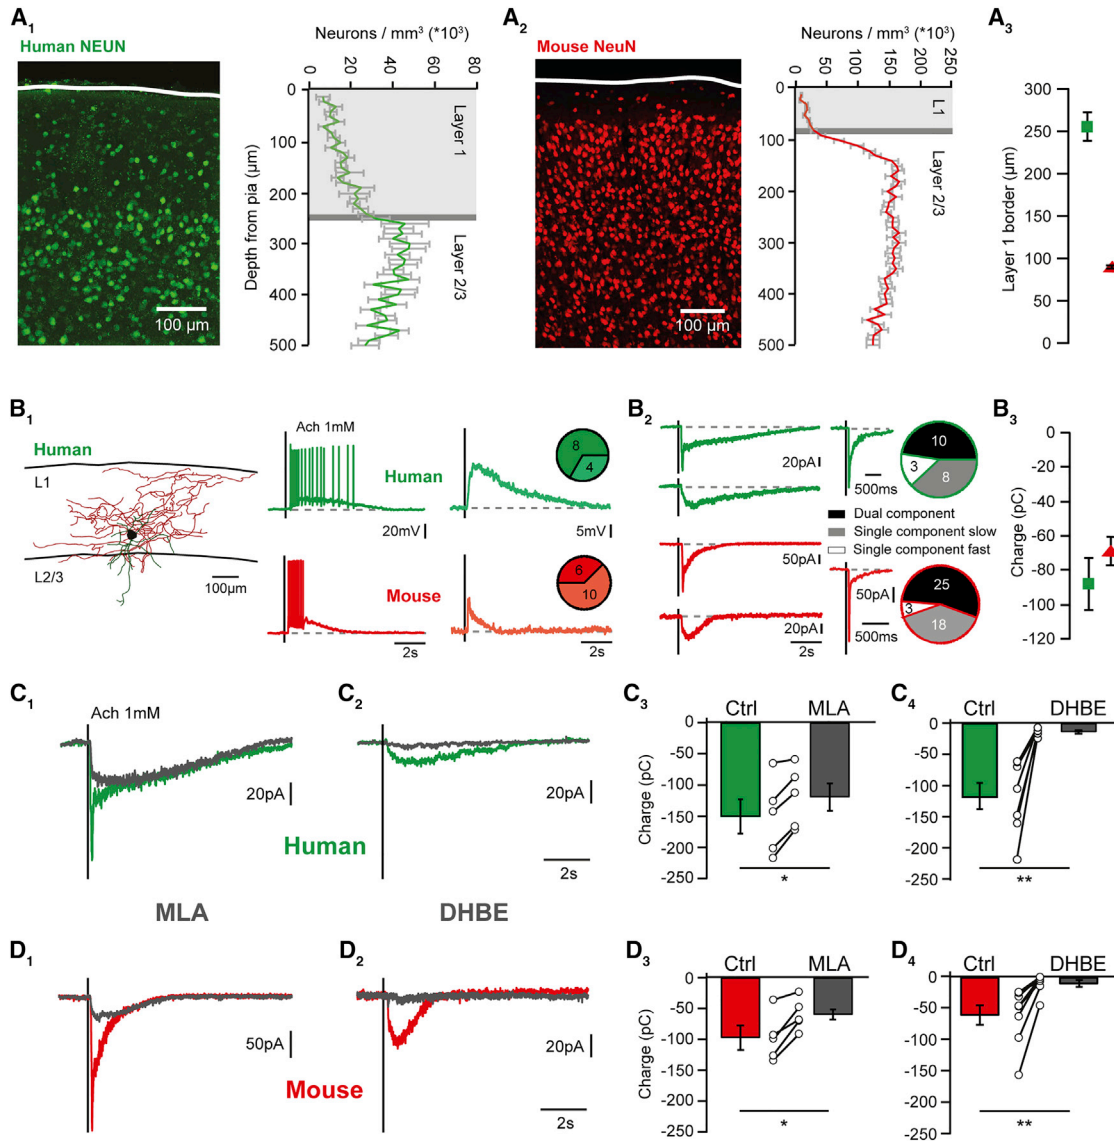 A1
Human NEUN
Neurons / mm³ (*10³)
0 20 40 60 80
0
100
200
300
400
500
Depth from pia (µm)
Layer 1
Layer 2/3
100 µm
A2
Mouse NeuN
Neurons / mm³ (*10³)
0 50 100 150 250
0
100
200
300
400
500
L1
Layer 2/3
100 µm
A3
Layer 1 border (µm)
300
250
200
150
100
50
0
B1
Human
L1
L2/3
100µm
Ach 1mM
Human
20mV
8
4
5mV
Mouse
6
10
2s
2s
B2
20pA
500ms
10
3
8
Dual component
Single component slow
Single component fast
50pA
20pA
2s
50pA
500ms
25
3
18
B3
Charge (pC)
0
-20
-40
-60
-80
-100
-120
C1
Ach 1mM
20pA
C2
20pA
Human
2s
MLA
DHBE
C3
Ctrl MLA
Charge (pC)
0
-50
-100
-150
-200
-250
*
C4
Ctrl DHBE
0
-50
-100
-150
-200
-250
**
D1
50pA
D2
20pA
Mouse
2s
D3
Ctrl MLA
Charge (pC)
0
-50
-100
-150
-200
-250
*
D4
Ctrl DHBE
0
-50
-100
-150
-200
-250
**